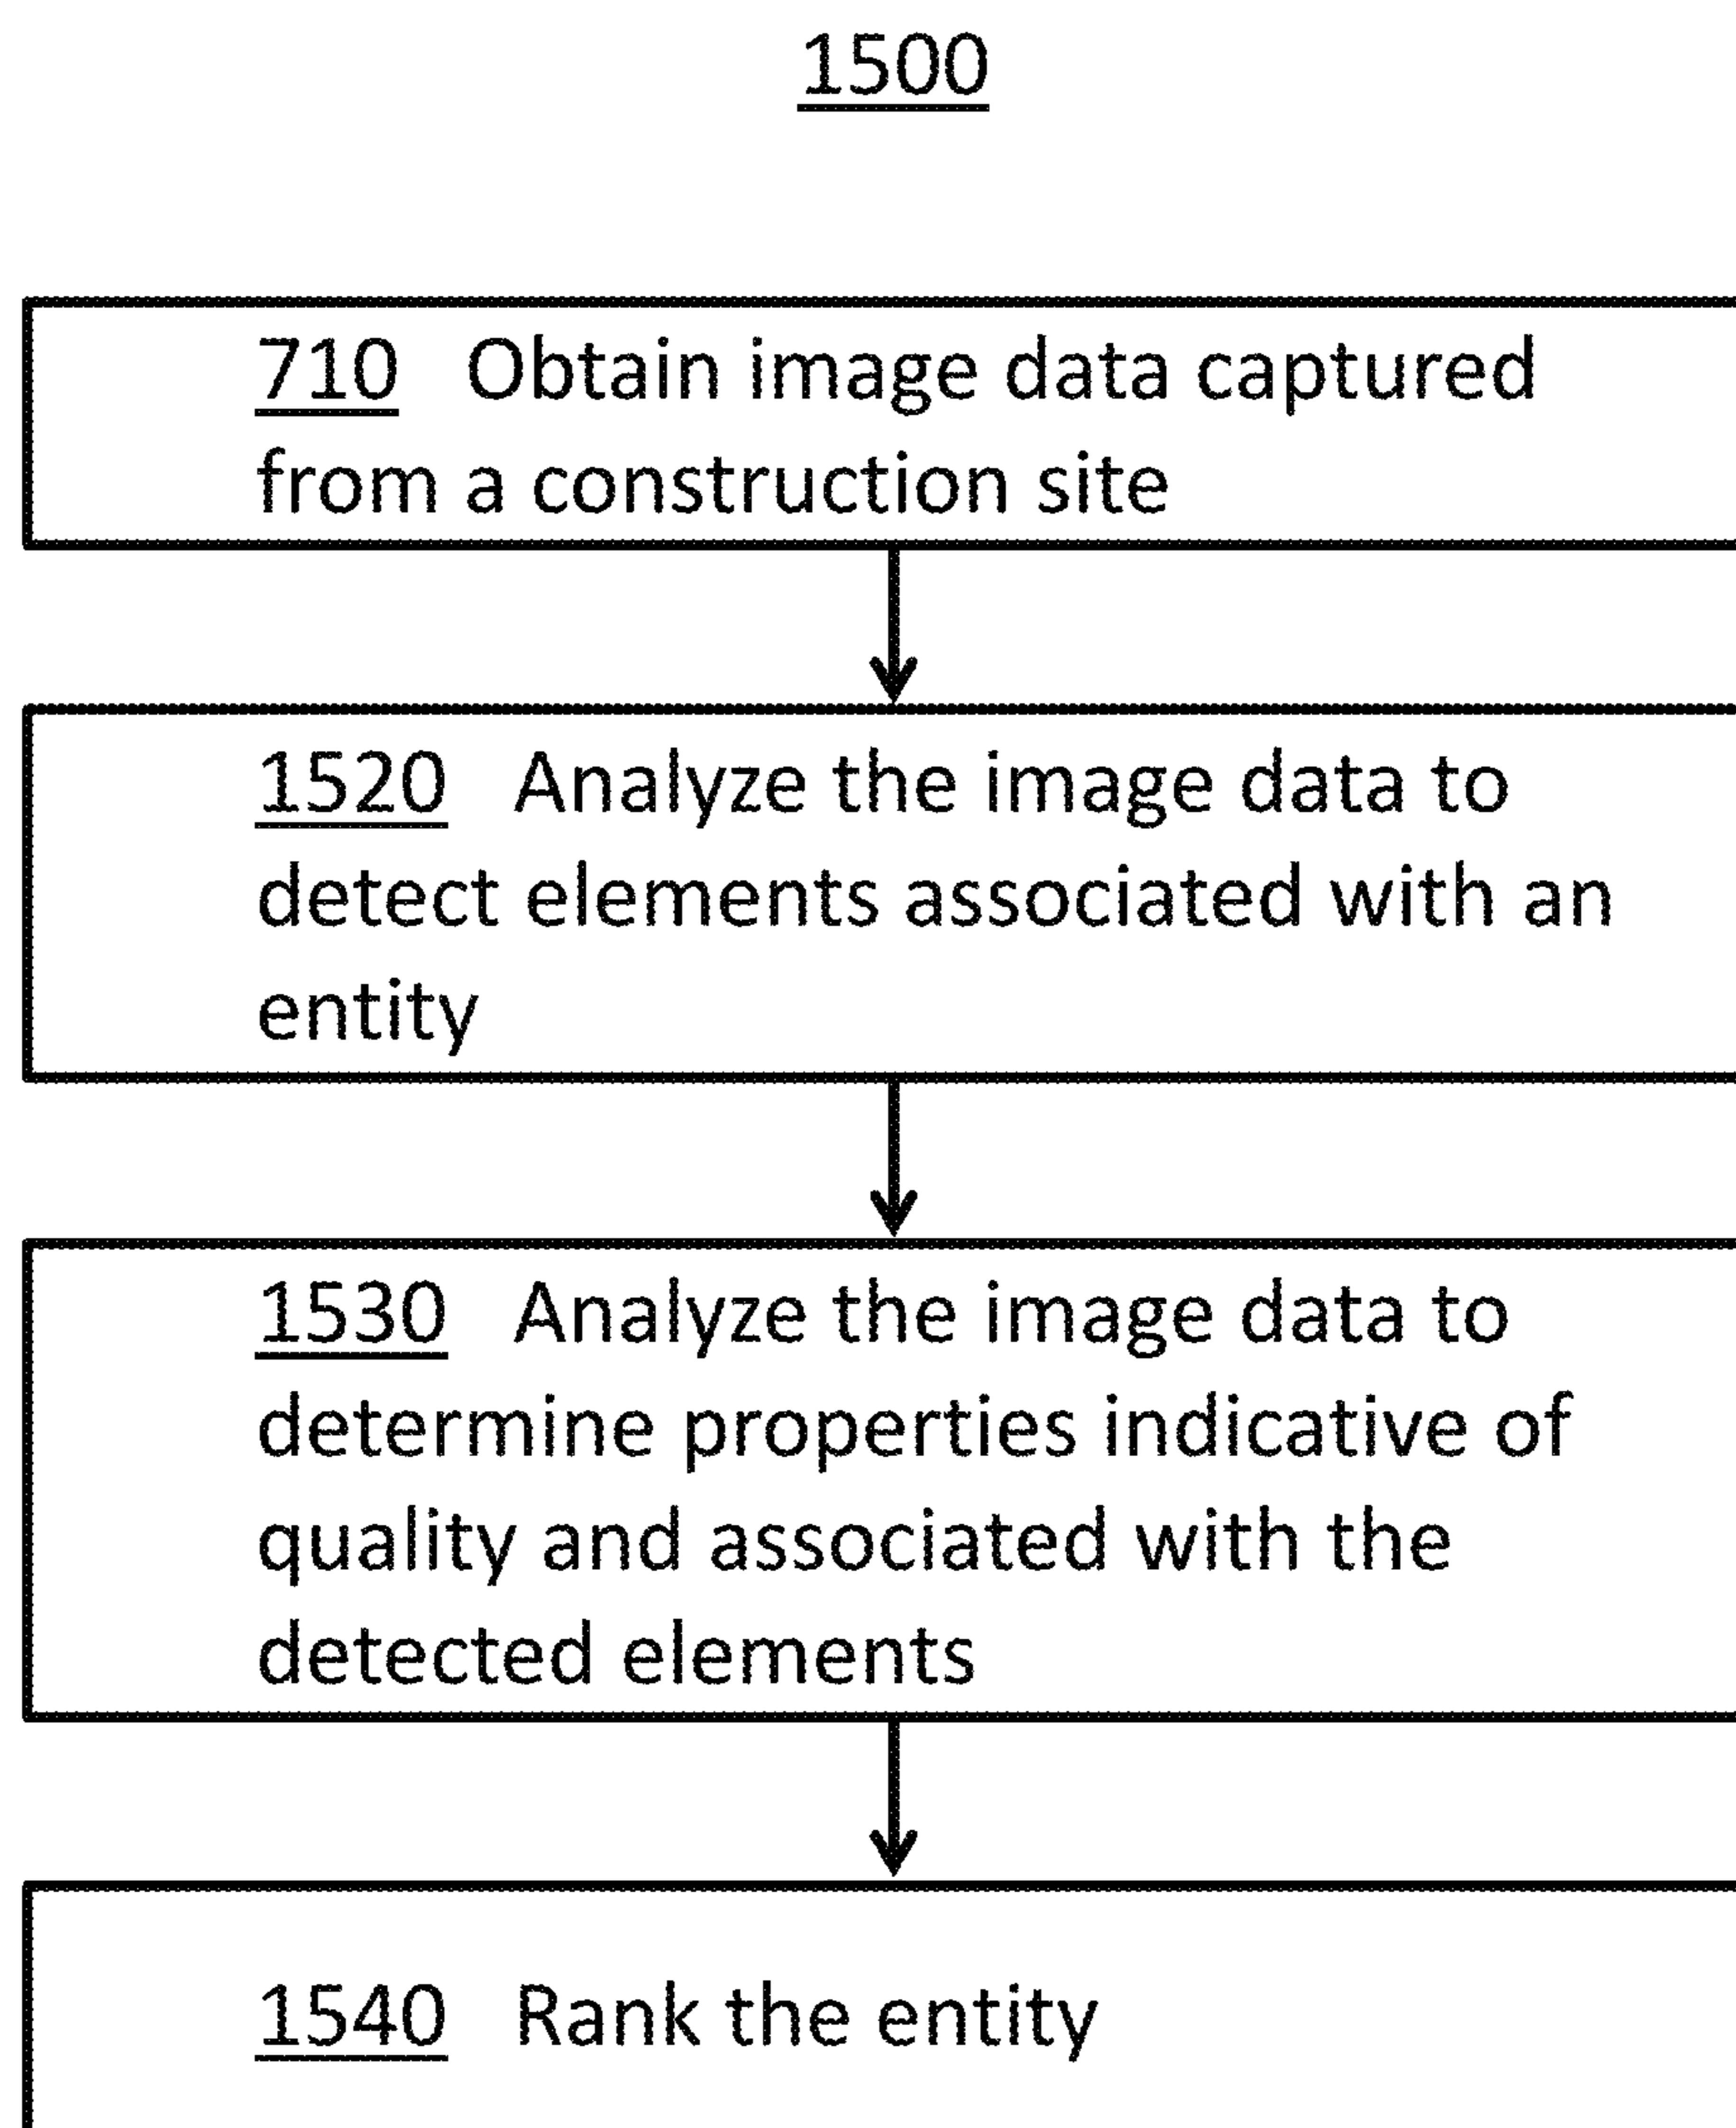 1500
710 Obtain image data captured
from a construction site
1520 Analyze the image data to
detect elements associated with an
entity
1530 Analyze the image data to
determine properties indicative of
quality and associated with the
detected elements
1540 Rank the entity